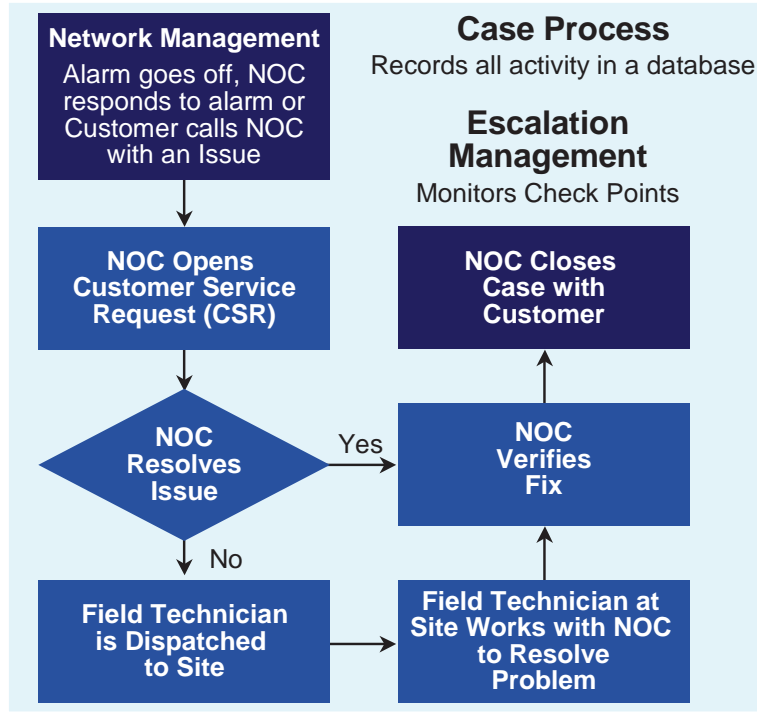 Network Management
Alarm goes off, NOC
responds to alarm or
Customer calls NOC
with an Issue
Case Process
Records all activity in a database
Escalation
Management
Monitors Check Points
NOC Opens
Customer Service
Request (CSR)
NOC Closes
Case with
Customer
NOC
Resolves
Issue
Yes
NOC
Verifies
Fix
No
Field Technician
is Dispatched
to Site
Field Technician at
Site Works with NOC
to Resolve
Problem